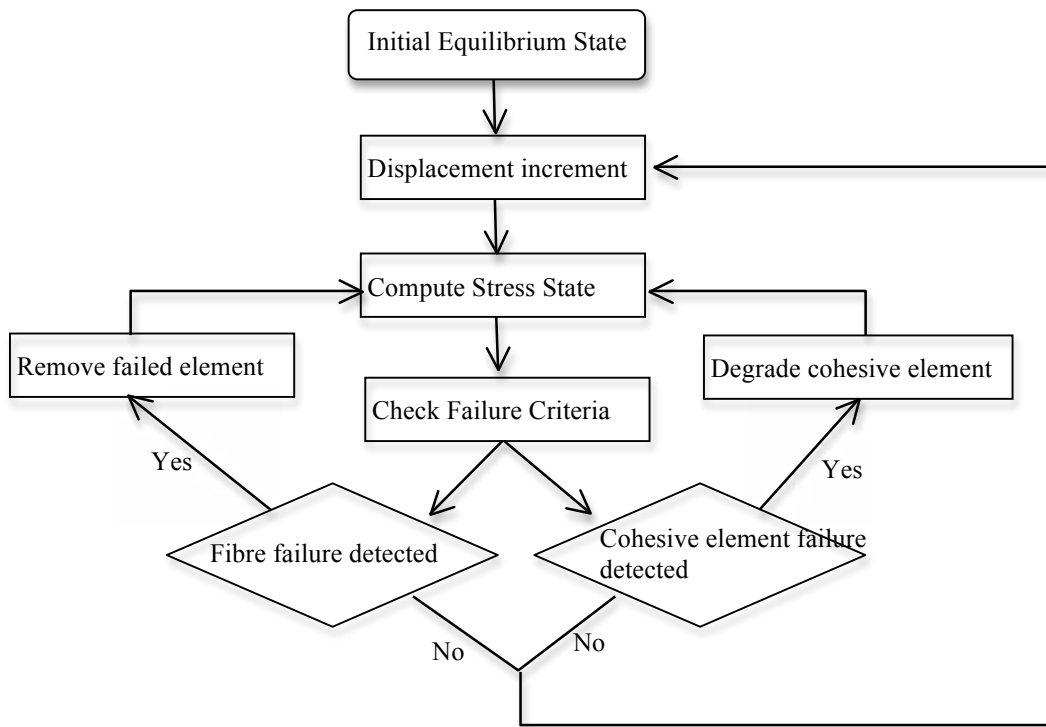 Initial Equilibrium State
Displacement increment
Compute Stress State
Remove failed element
Degrade cohesive element
Check Failure Criteria
Yes
Yes
Fibre failure detected
Cohesive element failure
detected
No
No